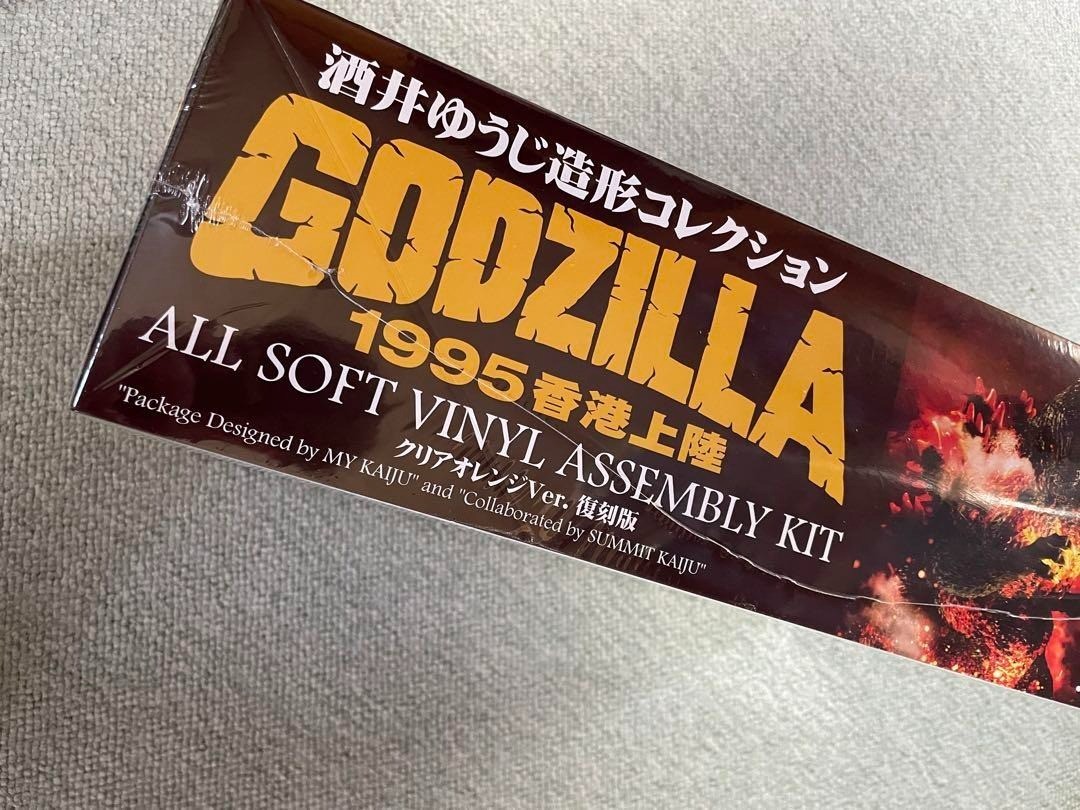 酒井ゆうじ造形コレクション
GODZILLA
1995香港上陸
ALL SOFT VINYL ASSEMBLY KIT
クリアオレンジVer. 復刻版
"Package Designed by MY KAIJU" and "Collaborated by SUMMIT KAIJU"